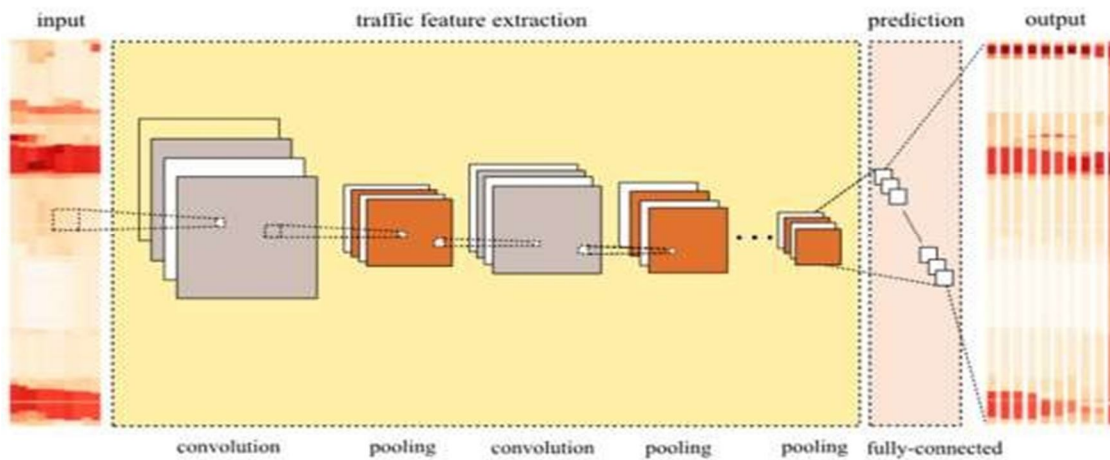 input
traffic feature extraction
prediction
output
convolution
pooling
convolution
pooling
pooling
fully-connected